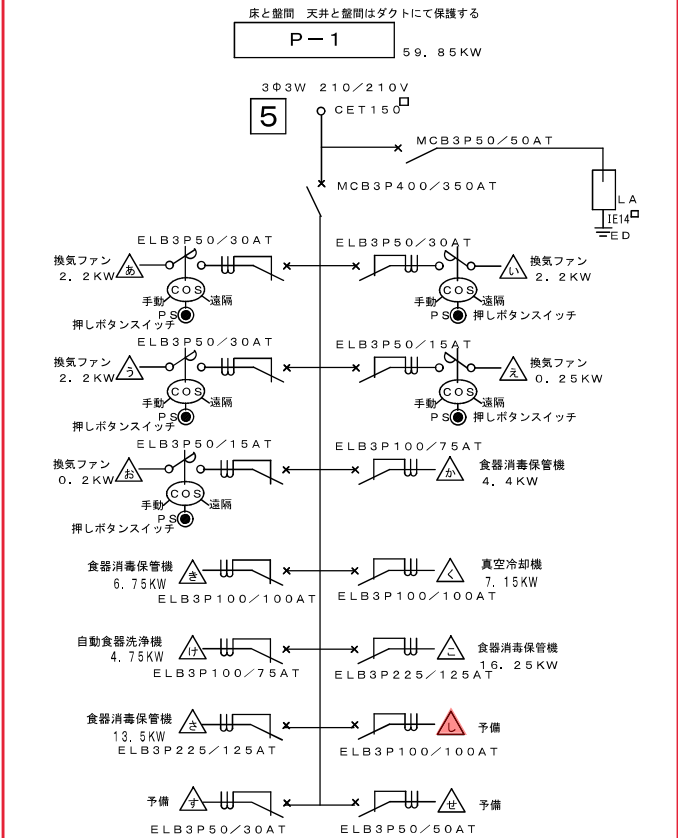 床と盤間 天井と盤間はダクトにて保護する
P－1
59．85KW
3Φ3W 210／210V
5
CET150□
MCB3P50／50AT
MCB3P400／350AT
LA
IE14□
ED
ELB3P50／30AT
換気ファン
2．2KW
あ
COS
手動
遠隔
PS
押しボタンスイッチ
ELB3P50／30AT
い
換気ファン
2．2KW
COS
手動
遠隔
PS
押しボタンスイッチ
ELB3P50／30AT
換気ファン
2．2KW
う
COS
手動
遠隔
PS
押しボタンスイッチ
ELB3P50／15AT
え
換気ファン
0．25KW
COS
手動
遠隔
PS
押しボタンスイッチ
ELB3P50／15AT
換気ファン
0．2KW
お
COS
手動
遠隔
PS
押しボタンスイッチ
ELB3P100／75AT
か
食器消毒保管機
4．4KW
食器消毒保管機
6．75KW
き
ELB3P100／100AT
く
真空冷却機
7．15KW
ELB3P100／100AT
自動食器洗浄機
4．75KW
け
ELB3P100／75AT
こ
食器消毒保管機
16．25KW
ELB3P225／125AT
食器消毒保管機
13．5KW
さ
ELB3P225／125AT
し
予備
ELB3P100／100AT
予備
す
ELB3P50／30AT
せ
予備
ELB3P50／50AT